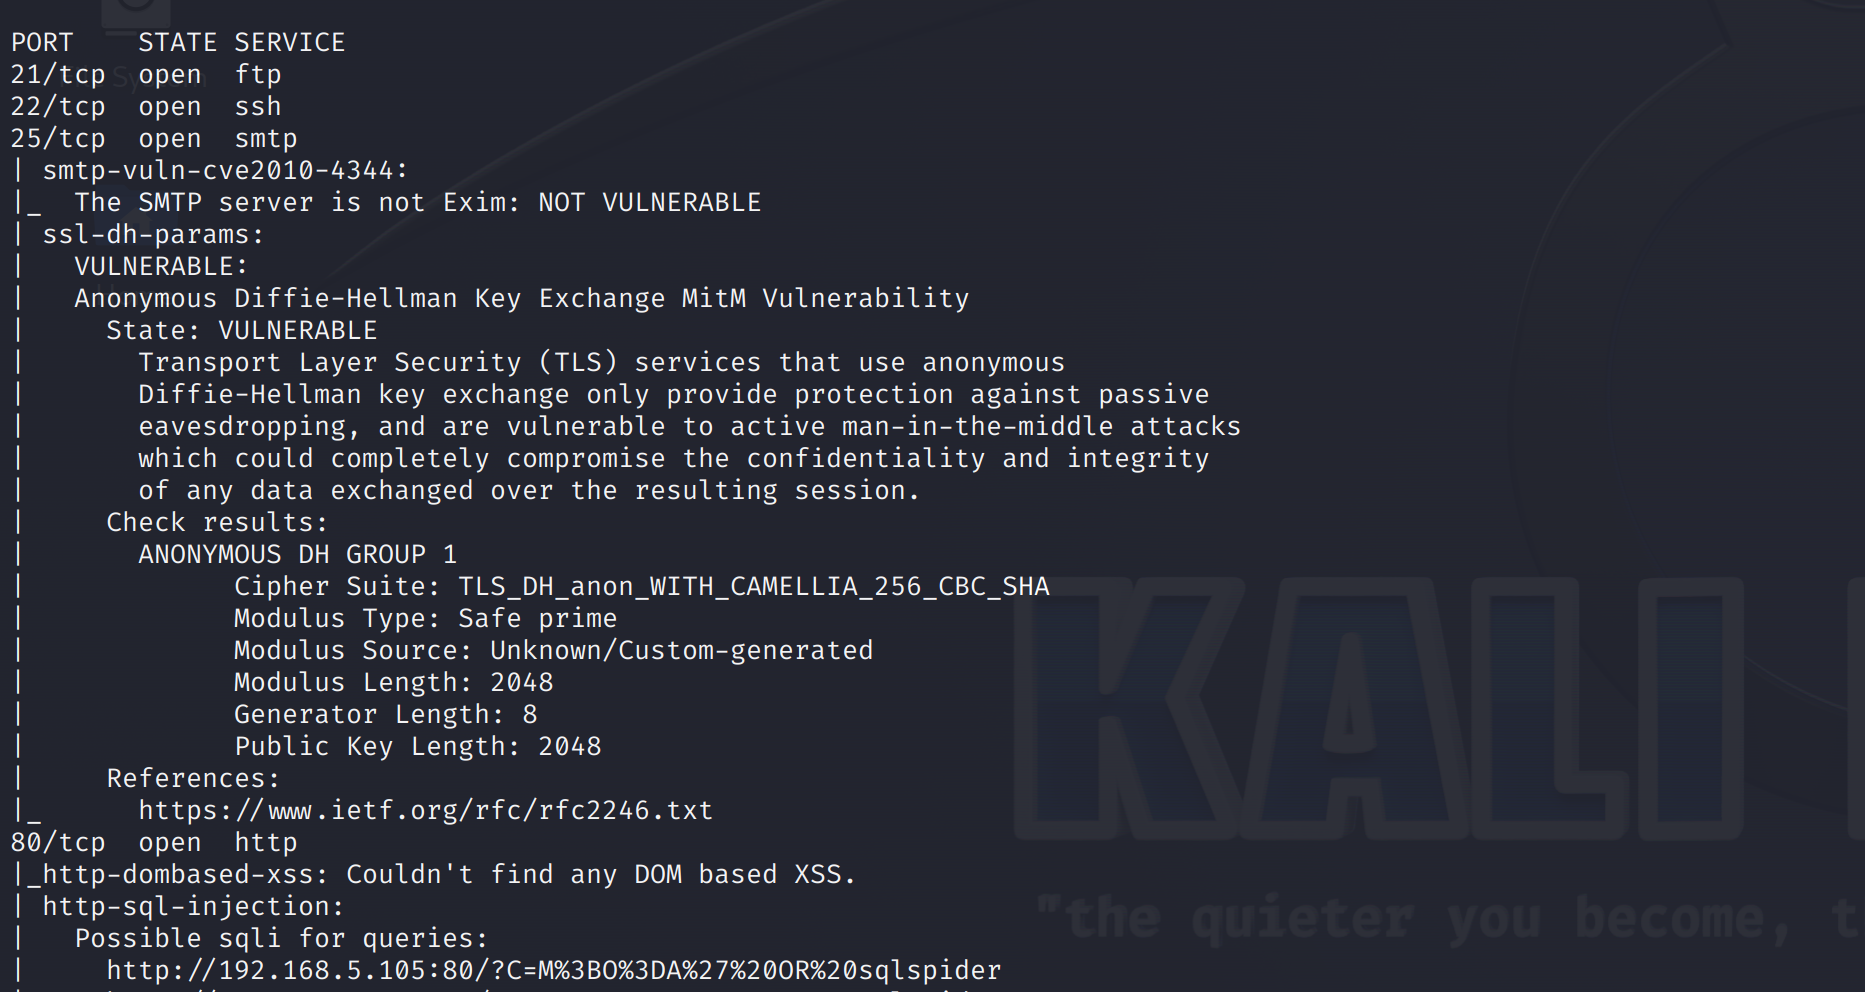 PORT    STATE SERVICE
21/tcp  open  ftp
22/tcp  open  ssh
25/tcp  open  smtp
| smtp-vuln-cve2010-4344:
|_  The SMTP server is not Exim: NOT VULNERABLE
| ssl-dh-params:
|   VULNERABLE:
|   Anonymous Diffie-Hellman Key Exchange MitM Vulnerability
|     State: VULNERABLE
|       Transport Layer Security (TLS) services that use anonymous
|       Diffie-Hellman key exchange only provide protection against passive
|       eavesdropping, and are vulnerable to active man-in-the-middle attacks
|       which could completely compromise the confidentiality and integrity
|       of any data exchanged over the resulting session.
|     Check results:
|       ANONYMOUS DH GROUP 1
|             Cipher Suite: TLS_DH_anon_WITH_CAMELLIA_256_CBC_SHA
|             Modulus Type: Safe prime
|             Modulus Source: Unknown/Custom-generated
|             Modulus Length: 2048
|             Generator Length: 8
|             Public Key Length: 2048
|     References:
|_      https://www.ietf.org/rfc/rfc2246.txt
80/tcp  open  http
|_http-dombased-xss: Couldn't find any DOM based XSS.
| http-sql-injection:
|   Possible sqli for queries:
|     http://192.168.5.105:80/?C=M%3BO%3DA%27%20OR%20sqlspider
KALI
"the quieter you become, t